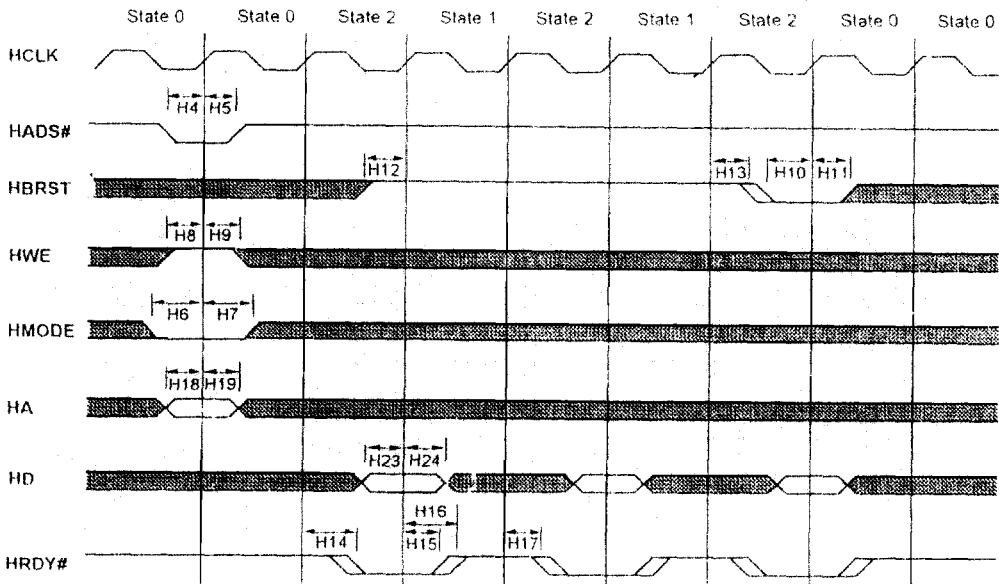 State 0 State 0 State 2 State 1 State 2 State 1 State 2 State 0 State 0
HCLK
H4 H5
HADS#
H12 H13 H10 H11
HBRST
H8 H9
HWE
H6 H7
HMODE
H18 H19
HA
H23 H24
HD
H16
H14 H15 H17
HRDY#